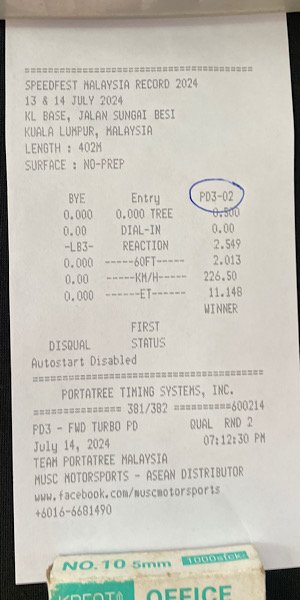 ================================
SPEEDFEST MALAYSIA RECORD 2024
13 & 14 JULY 2024
KL BASE, JALAN SUNGAI BESI
KUALA LUMPUR, MALAYSIA
LENGTH : 402M
SURFACE : NO-PREP
BYE Entry PD3-02
0.000 0.000 TREE 0.500
0.00 DIAL-IN 0.00
-LB3- REACTION 2.549
0.000 -----60FT----- 2.013
0.00 -----KM/H----- 226.50
0.000 ------ET------ 11.148
WINNER
FIRST
DISQUAL STATUS
Autostart Disabled
================================
PORTATREE TIMING SYSTEMS, INC.
============== 381/382 ==========600214
PD3 - FWD TURBO PD QUAL RND 2
July 14, 2024 07:12:30 PM
TEAM PORTATREE MALAYSIA
MUSC MOTORSPORTS - ASEAN DISTRIBUTOR
www.facebook.com/muscmotorsports
+6016-6681490
NO.10 5mm 1000stick
OFFICE